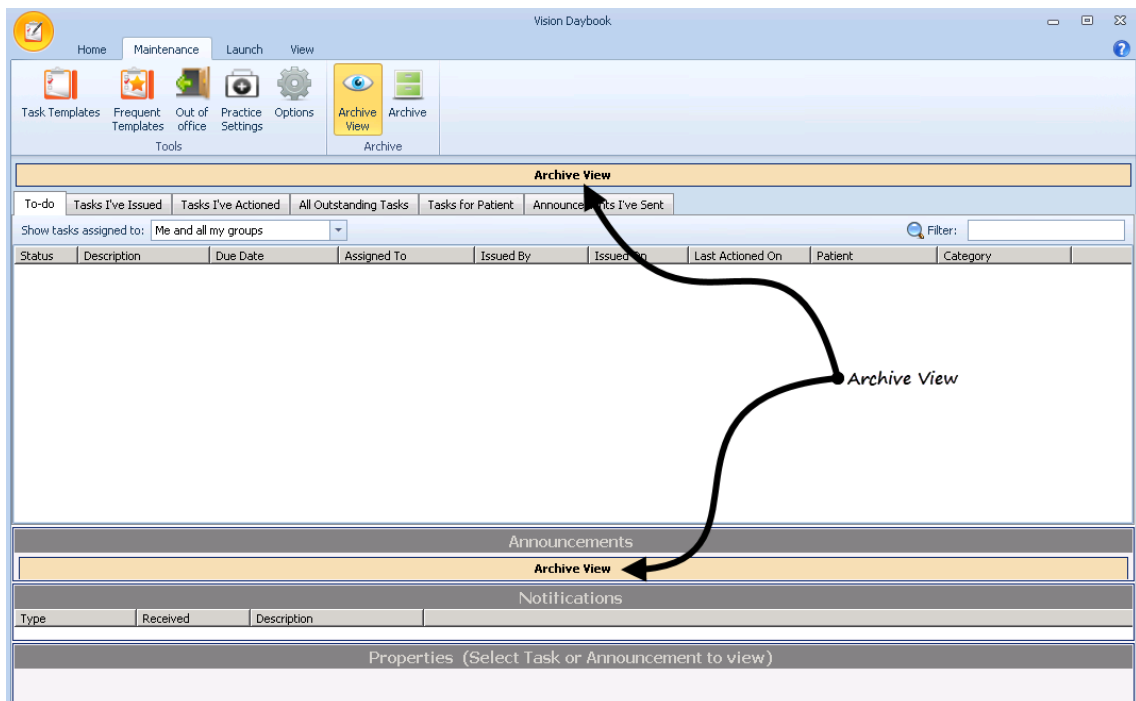 Vision Daybook
Home Maintenance Launch View
Task Templates Frequent Templates Out of office Practice Settings Options Archive View Archive
Tools Archive
Archive View
To-do Tasks I've Issued Tasks I've Actioned All Outstanding Tasks Tasks for Patient Announcements I've Sent
Show tasks assigned to: Me and all my groups Filter:
Status Description Due Date Assigned To Issued By Issued On Last Actioned On Patient Category
Archive View
Announcements
Archive View
Notifications
Type Received Description
Properties (Select Task or Announcement to view)